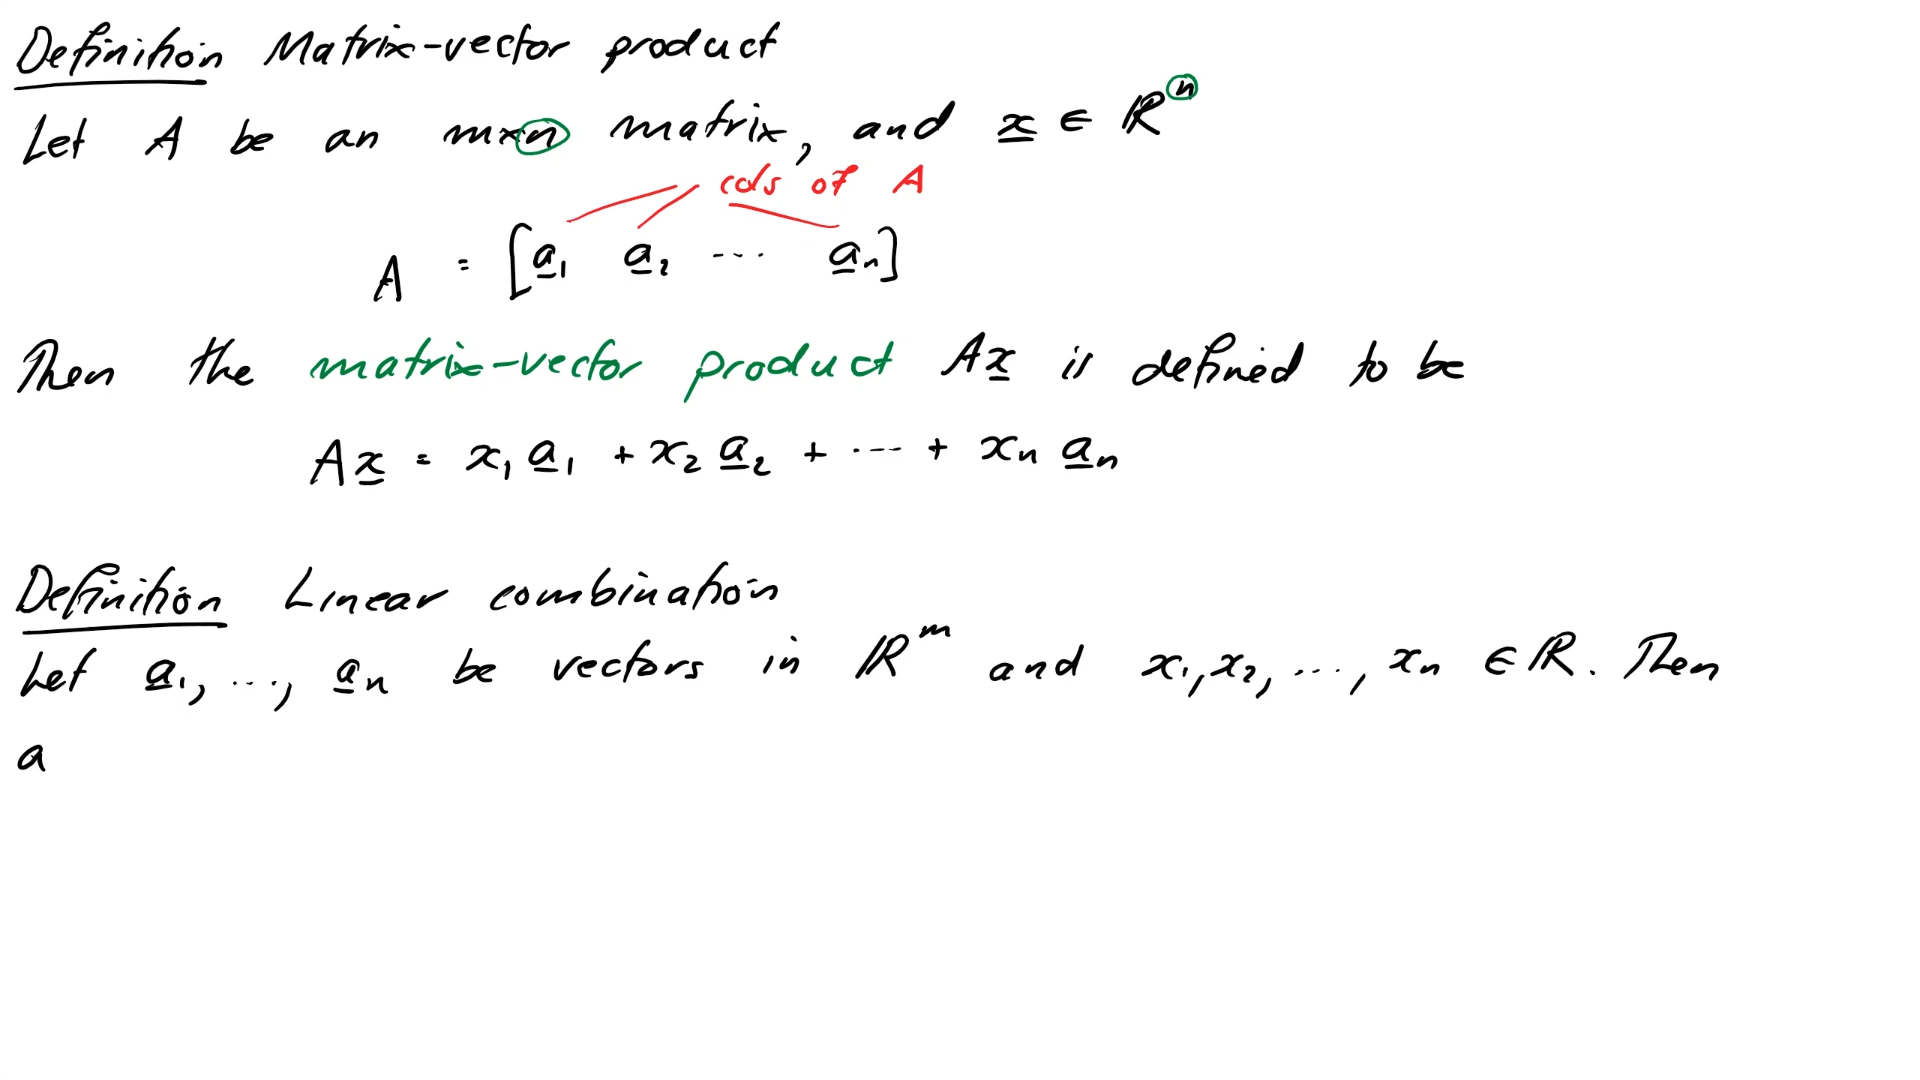 Definition Matrix-vector product
Let A be an m×n matrix, and x ∈ ℝⁿ
cols of A
A = [a₁ a₂ ... aₙ]
Then the matrix-vector product Ax is defined to be
Ax = x₁a₁ + x₂a₂ + ... + xₙaₙ
Definition Linear combination
Let a₁, ..., aₙ be vectors in ℝᵐ and x₁, x₂, ..., xₙ ∈ ℝ. Then
a